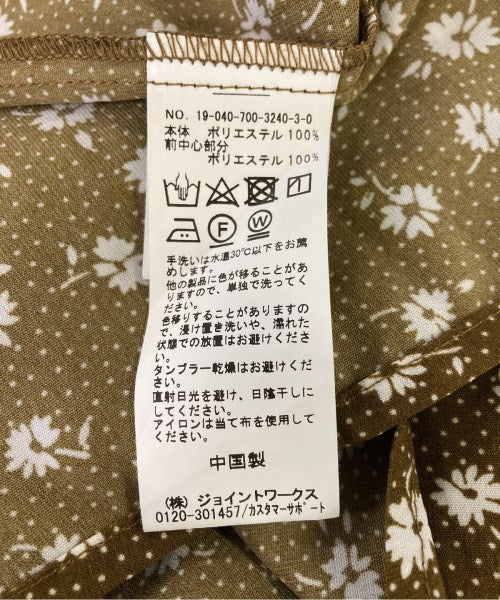 NO. 19-040-700-3240-3-0
本体 ポリエステル 100%
前中心部分
ポリエステル 100%
F
W
手洗いは水温30℃以下をお薦
めします。
他の製品に色が移ることがあ
りますので、単独で洗ってく
ださい。
色移りすることがありますの
で、浸け置き洗いや、濡れた
状態での放置はお避けくださ
い。
タンブラー乾燥はお避けくだ
さい。
直射日光を避け、日陰干しに
してください。
アイロンは当て布を使用して
ください。
中国製
(株) ジョイントワークス
0120-301457/カスタマーサポート